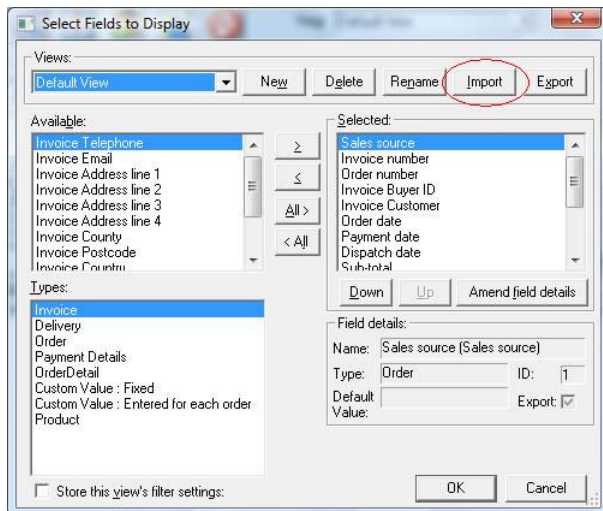 Select Fields to Display
Views:
Default View
New
Delete
Rename
Import
Export
Available:
Invoice Telephone
Invoice Email
Invoice Address line 1
Invoice Address line 2
Invoice Address line 3
Invoice Address line 4
Invoice County
Invoice Postcode
Invoice Country
>
<
All >
< All
Selected:
Sales source
Invoice number
Order number
Invoice Buyer ID
Invoice Customer
Order date
Payment date
Dispatch date
Sub-total
Down
Up
Amend field details
Types:
Invoice
Delivery
Order
Payment Details
OrderDetail
Custom Value : Fixed
Custom Value : Entered for each order
Product
Field details:
Name: Sales source (Sales source)
Type: Order ID: 1
Default Value: Export:
Store this view's filter settings:
OK
Cancel